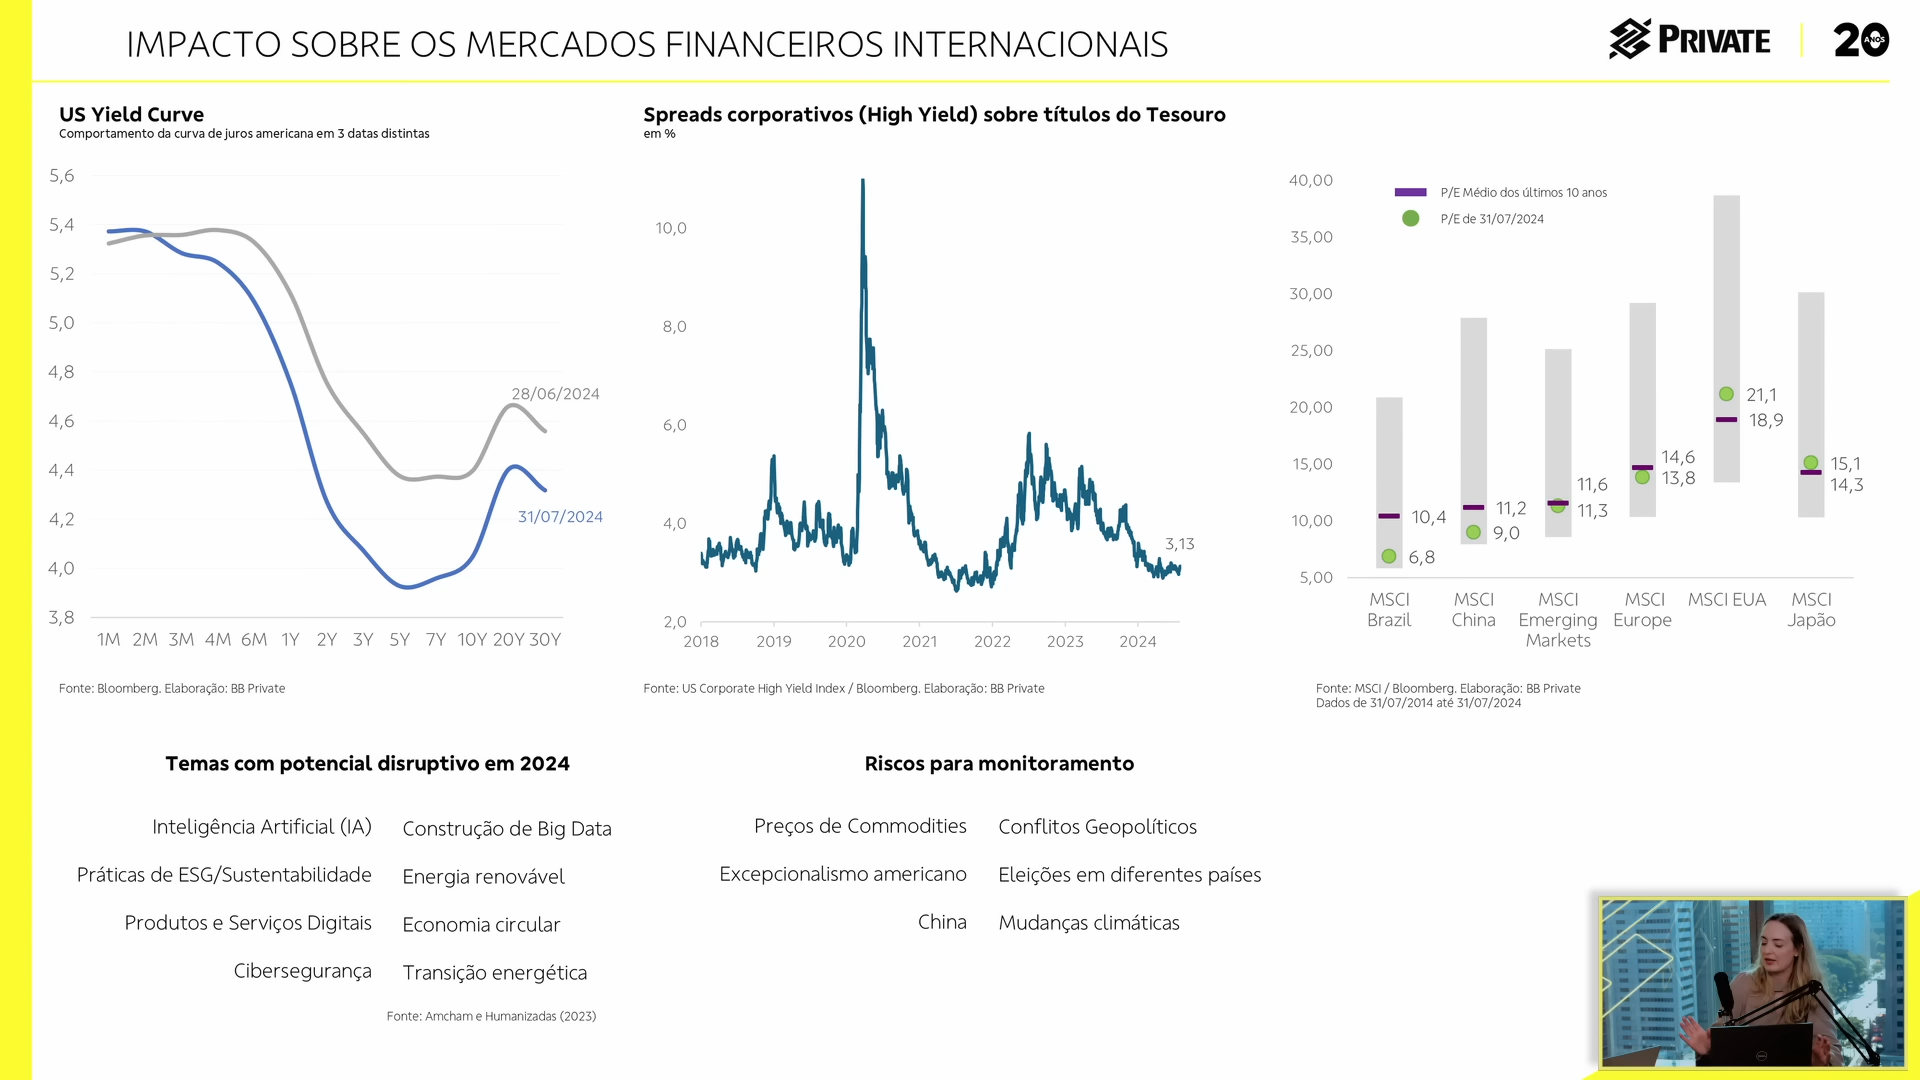 IMPACTO SOBRE OS MERCADOS FINANCEIROS INTERNACIONAIS
PRIVATE
20
ANOS
US Yield Curve
Comportamento da curva de juros americana em 3 datas distintas
5,6
5,4
5,2
5,0
4,8
4,6
4,4
4,2
4,0
3,8
28/06/2024
31/07/2024
1M 2M 3M 4M 6M 1Y 2Y 3Y 5Y 7Y 10Y 20Y 30Y
Fonte: Bloomberg. Elaboração: BB Private
Spreads corporativos (High Yield) sobre títulos do Tesouro
em %
10,0
8,0
6,0
4,0
2,0
3,13
2018 2019 2020 2021 2022 2023 2024
Fonte: US Corporate High Yield Index / Bloomberg. Elaboração: BB Private
40,00
35,00
30,00
25,00
20,00
15,00
10,00
5,00
P/E Médio dos últimos 10 anos
P/E de 31/07/2024
10,4
6,8
11,2
9,0
11,6
11,3
14,6
13,8
21,1
18,9
15,1
14,3
MSCI Brazil
MSCI China
MSCI Emerging Markets
MSCI Europe
MSCI EUA
MSCI Japão
Fonte: MSCI / Bloomberg. Elaboração: BB Private
Dados de 31/07/2014 até 31/07/2024
Temas com potencial disruptivo em 2024
Inteligência Artificial (IA) Construção de Big Data
Práticas de ESG/Sustentabilidade Energia renovável
Produtos e Serviços Digitais Economia circular
Cibersegurança Transição energética
Fonte: Amcham e Humanizadas (2023)
Riscos para monitoramento
Preços de Commodities Conflitos Geopolíticos
Excepcionalismo americano Eleições em diferentes países
China Mudanças climáticas